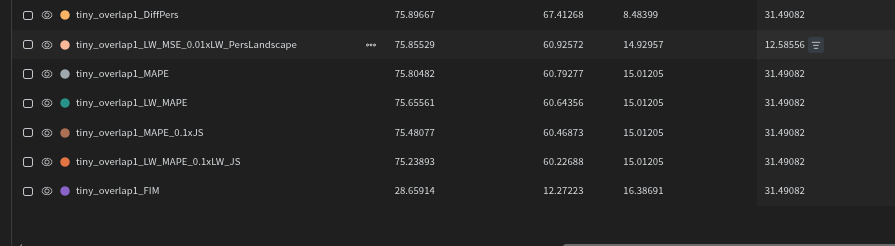 tiny_overlap1_DiffPers 75.89667 67.41268 8.48399 31.49082
tiny_overlap1_LW_MSE_0.01xLW_PersLandscape ••• 75.85529 60.92572 14.92957 12.58556
tiny_overlap1_MAPE 75.80482 60.79277 15.01205 31.49082
tiny_overlap1_LW_MAPE 75.65561 60.64356 15.01205 31.49082
tiny_overlap1_MAPE_0.1xJS 75.48077 60.46873 15.01205 31.49082
tiny_overlap1_LW_MAPE_0.1xLW_JS 75.23893 60.22688 15.01205 31.49082
tiny_overlap1_FIM 28.65914 12.27223 16.38691 31.49082